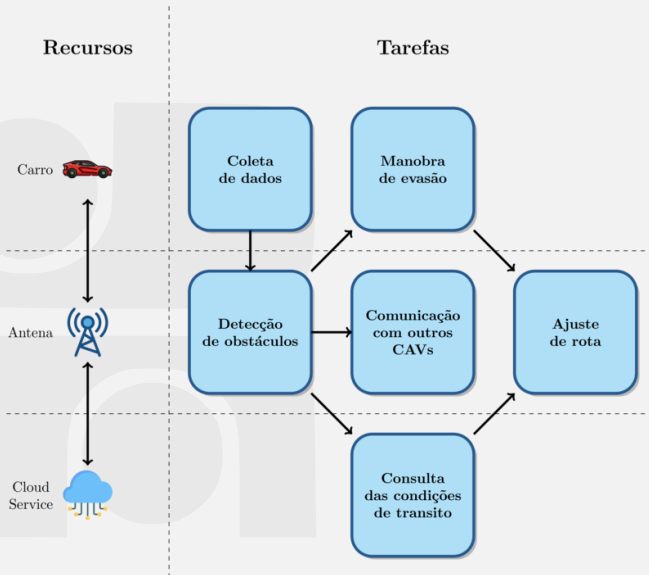 Recursos
Tarefas
Carro
Coleta
de dados
Manobra
de evasão
Antena
Detecção
de obstáculos
Comunicação
com outros
CAVs
Ajuste
de rota
Cloud
Service
Consulta
das condições
de transito